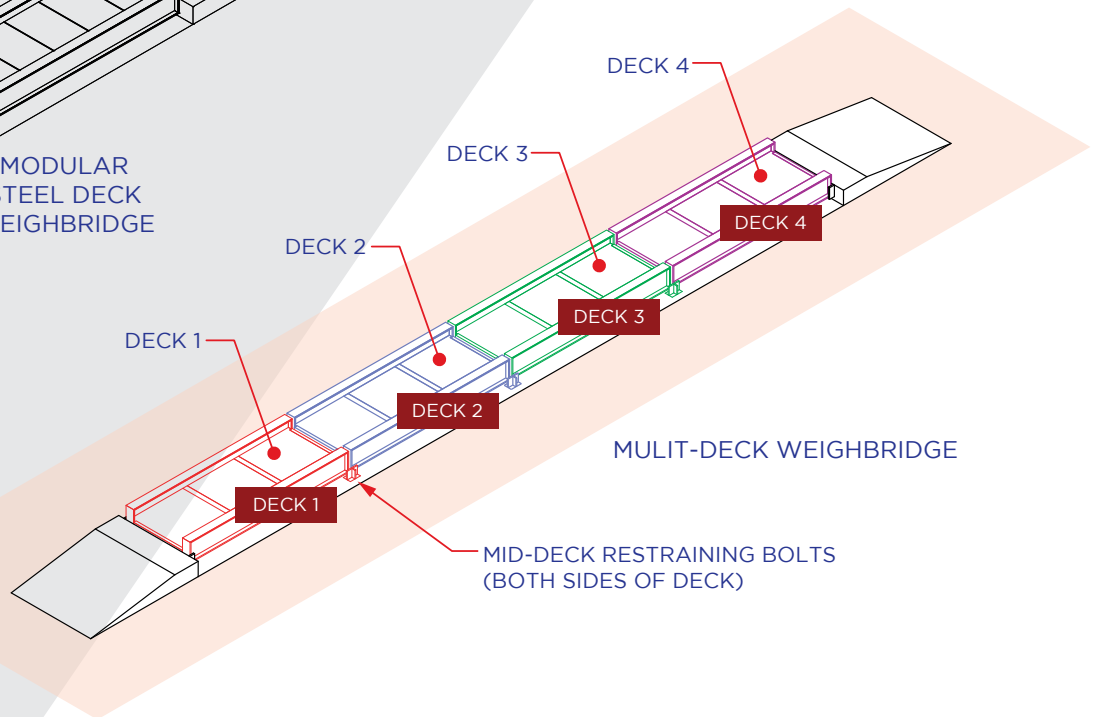 DECK 4
DECK 3
MODULAR
STEEL DECK
WEIGHBRIDGE
DECK 4
DECK 2
DECK 3
DECK 1
DECK 2
MULIT-DECK WEIGHBRIDGE
DECK 1
MID-DECK RESTRAINING BOLTS
(BOTH SIDES OF DECK)